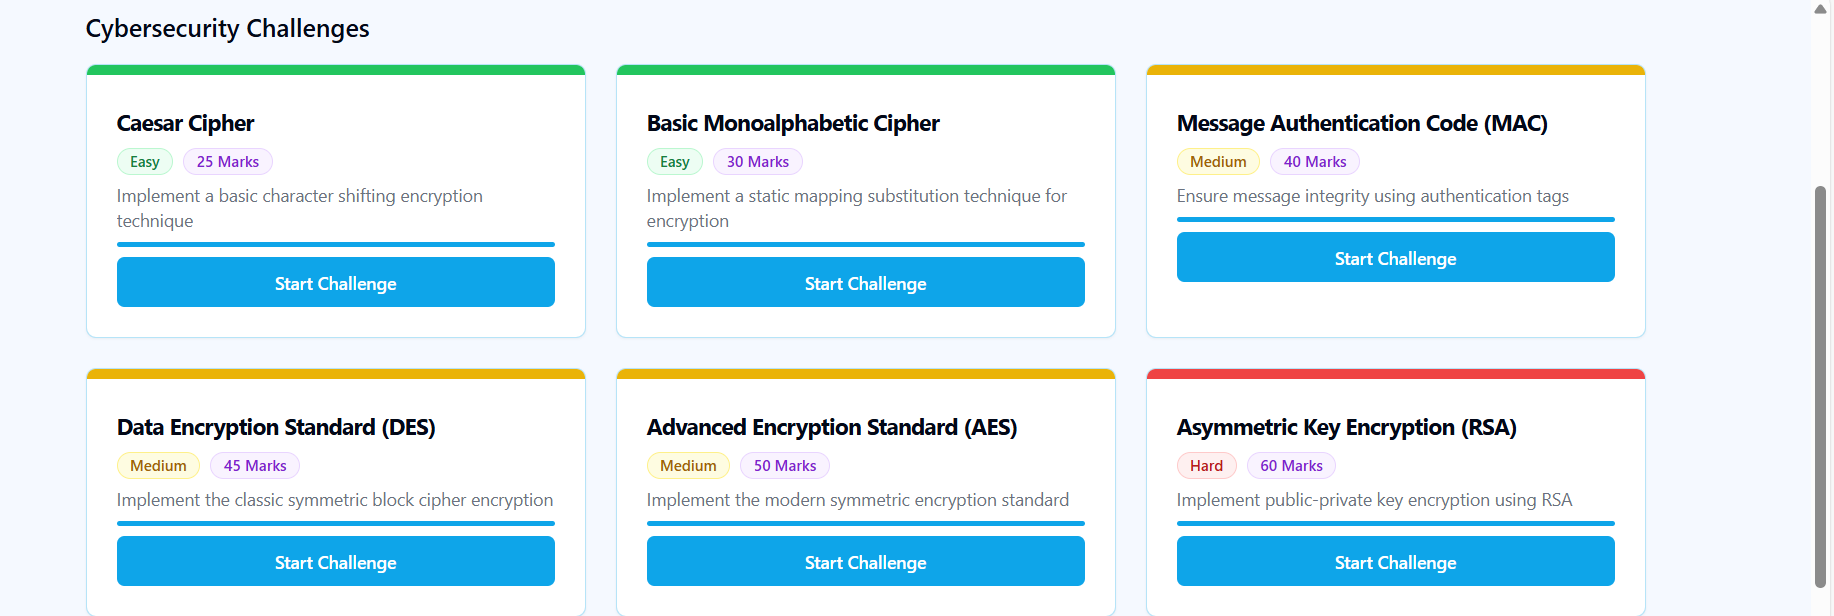 Cybersecurity Challenges
Caesar Cipher
Easy 25 Marks
Implement a basic character shifting encryption
technique
Start Challenge
Basic Monoalphabetic Cipher
Easy 30 Marks
Implement a static mapping substitution technique for
encryption
Start Challenge
Message Authentication Code (MAC)
Medium 40 Marks
Ensure message integrity using authentication tags
Start Challenge
Data Encryption Standard (DES)
Medium 45 Marks
Implement the classic symmetric block cipher encryption
Start Challenge
Advanced Encryption Standard (AES)
Medium 50 Marks
Implement the modern symmetric encryption standard
Start Challenge
Asymmetric Key Encryption (RSA)
Hard 60 Marks
Implement public-private key encryption using RSA
Start Challenge